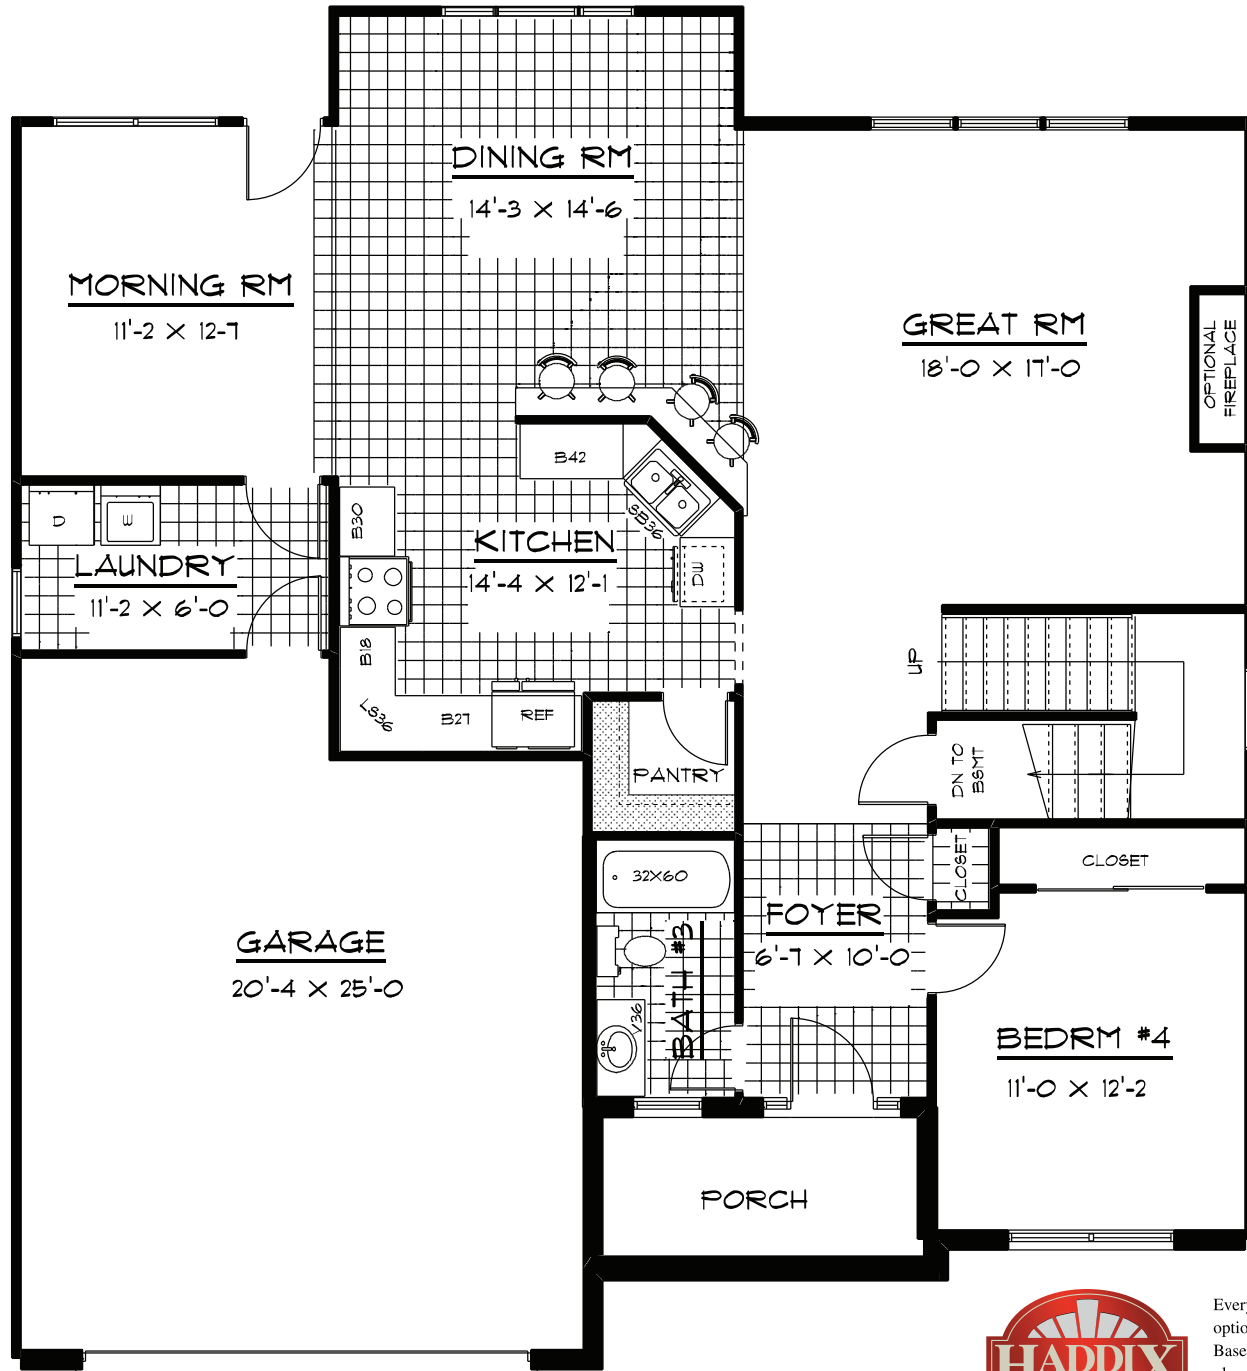 DINING RM
14'-3 X 14'-6
MORNING RM
11'-2 X 12-7
GREAT RM
18'-0 X 17'-0
OPTIONAL
FIREPLACE
B42
SB36
B30
KITCHEN
14'-4 X 12'-1
DW
D
W
LAUNDRY
11'-2 X 6'-0
B18
LS36
B27
REF
UP
DN TO
BSMT
PANTRY
32X60
CLOSET
CLOSET
FOYER
6'-7 X 10'-0
BATH #3
V36
GARAGE
20'-4 X 25'-0
BEDRM #4
11'-0 X 12'-2
PORCH
HADDIX
Every
optio
Base